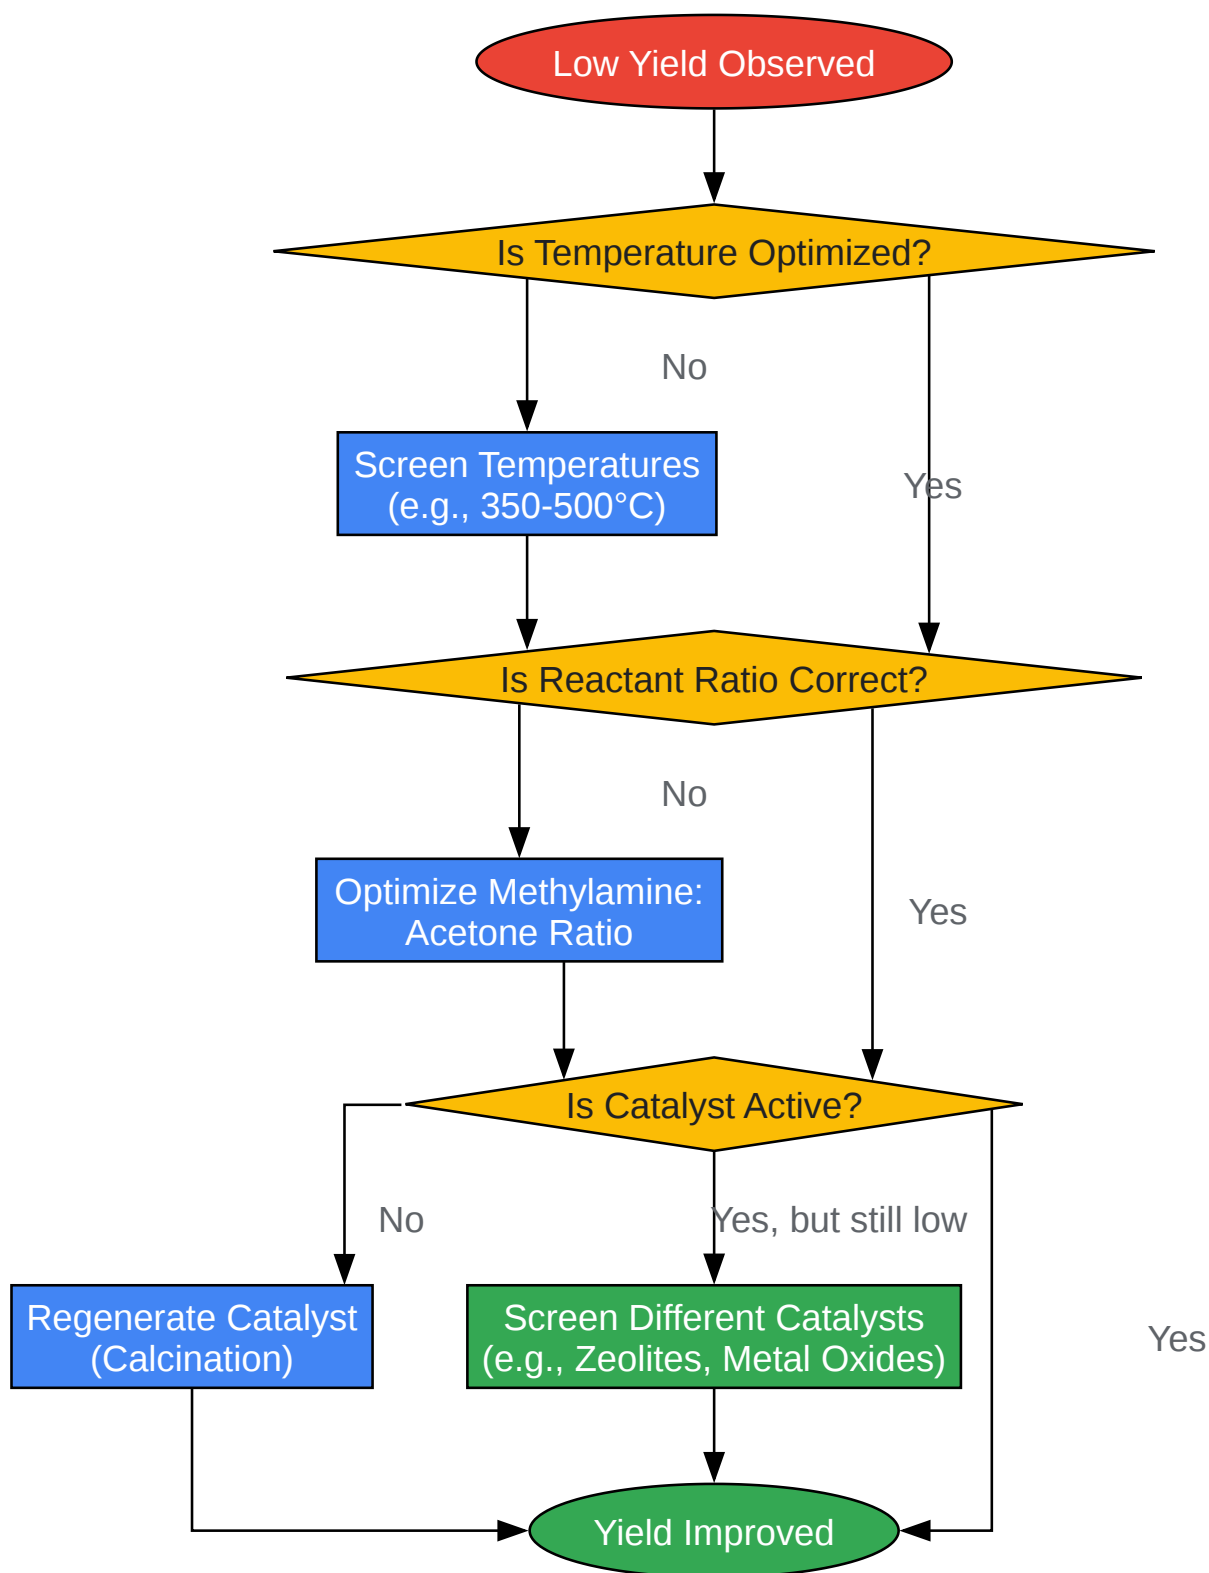 Low Yield Observed
Is Temperature Optimized?
No
Screen Temperatures
(e.g., 350-500°C)
Yes
Is Reactant Ratio Correct?
No
Optimize Methylamine:
Acetone Ratio
Yes
Is Catalyst Active?
No
Yes, but still low
Regenerate Catalyst
(Calcination)
Screen Different Catalysts
(e.g., Zeolites, Metal Oxides)
Yes
Yield Improved